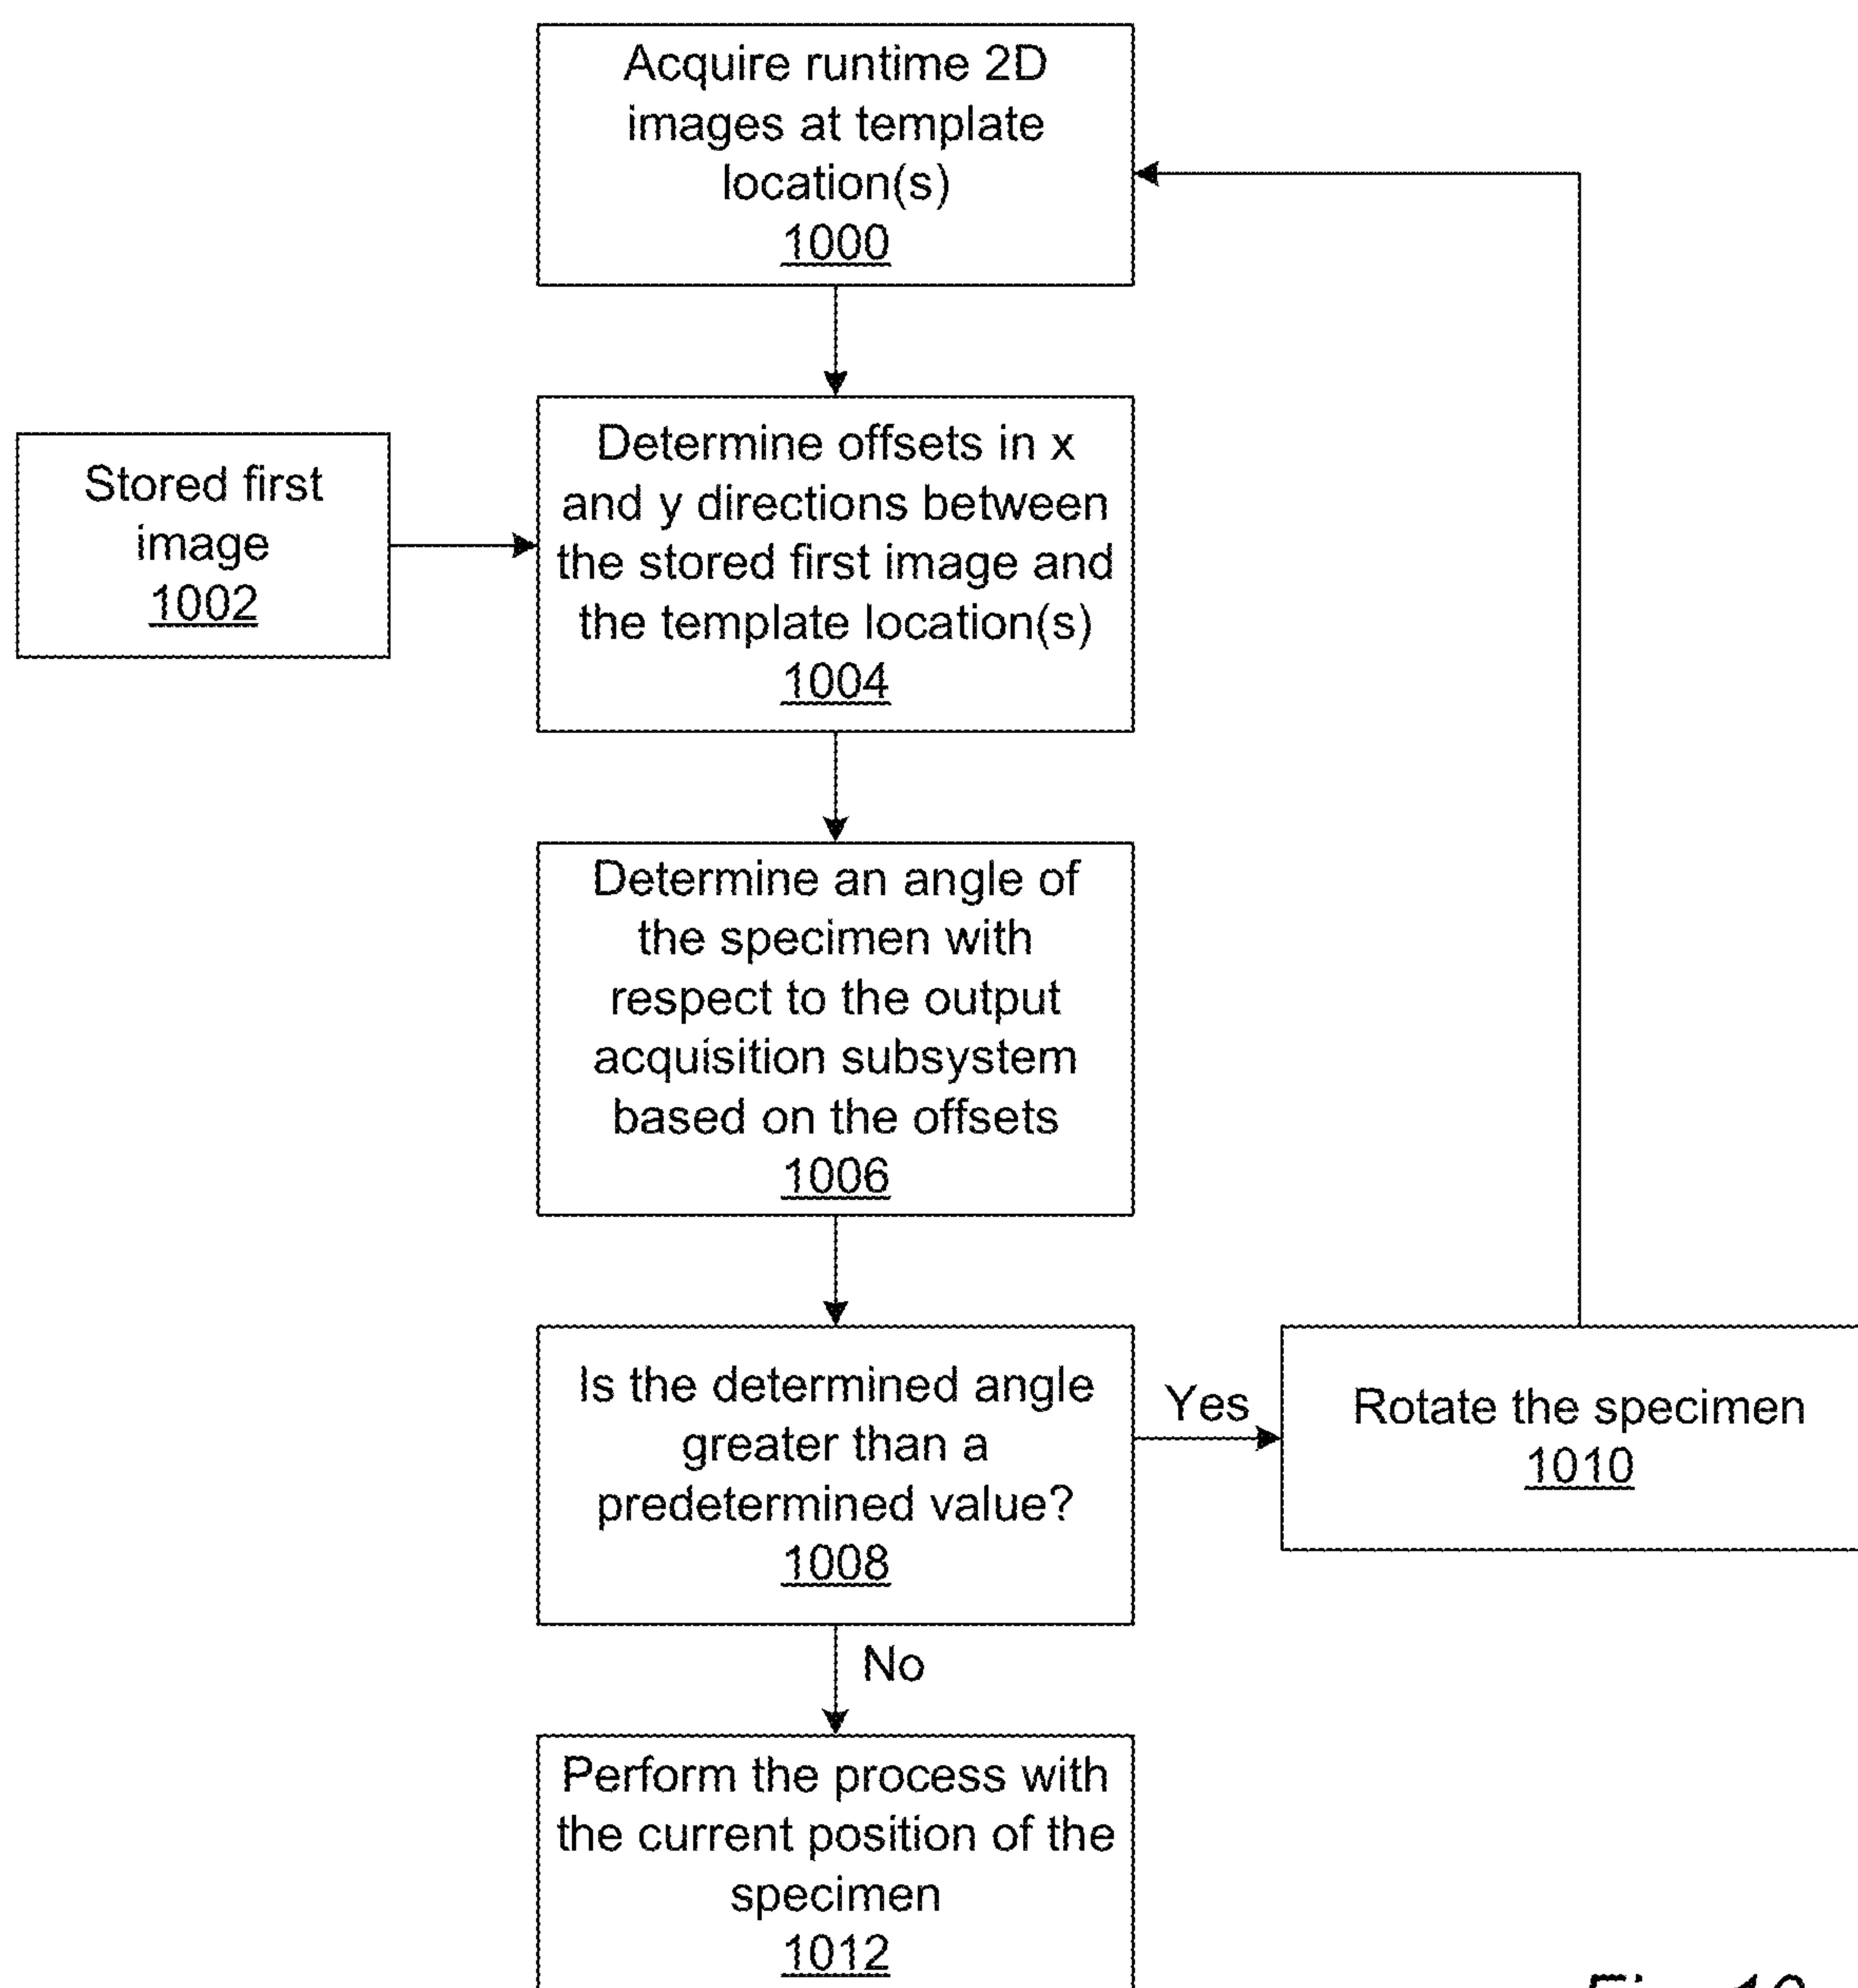 Acquire runtime 2D
images at template
location(s)
1000
Stored first
image
1002
Determine offsets in x
and y directions between
the stored first image and
the template location(s)
1004
Determine an angle of
the specimen with
respect to the output
acquisition subsystem
based on the offsets
1006
Is the determined angle
greater than a
predetermined value?
1008
Yes
Rotate the specimen
1010
No
Perform the process with
the current position of the
specimen
1012